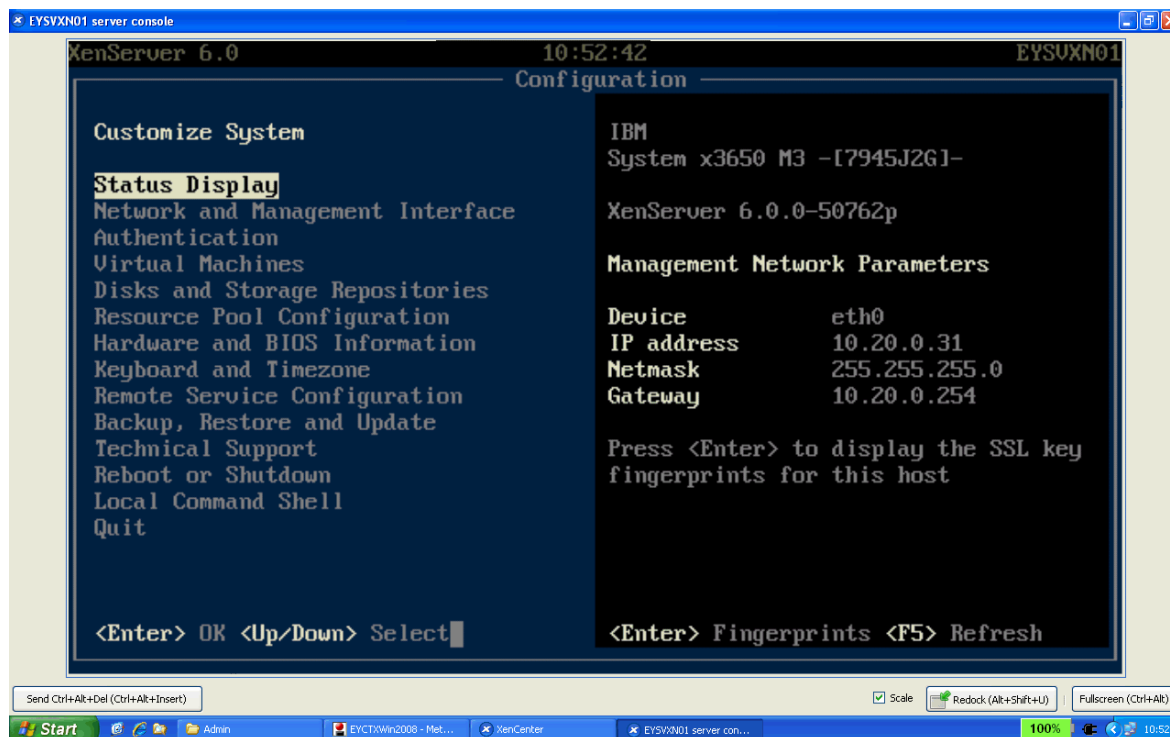 EYSVXN01 server console
XenServer 6.0 10:52:42 EYSVXN01
Configuration
Customize System
Status Display
Network and Management Interface
Authentication
Virtual Machines
Disks and Storage Repositories
Resource Pool Configuration
Hardware and BIOS Information
Keyboard and Timezone
Remote Service Configuration
Backup, Restore and Update
Technical Support
Reboot or Shutdown
Local Command Shell
Quit
<Enter> OK <Up/Down> Select
IBM
System x3650 M3 -[7945J2G]-
XenServer 6.0.0-50762p
Management Network Parameters
Device eth0
IP address 10.20.0.31
Netmask 255.255.255.0
Gateway 10.20.0.254
Press <Enter> to display the SSL key
fingerprints for this host
<Enter> Fingerprints <F5> Refresh
Send Ctrl+Alt+Del (Ctrl+Alt+Insert)
Scale
Redock (Alt+Shift+U)
Fullscreen (Ctrl+Alt)
Start
Admin
EYCTXWin2008 - Met...
XenCenter
EYSVXN01 server con...
100%
10:52